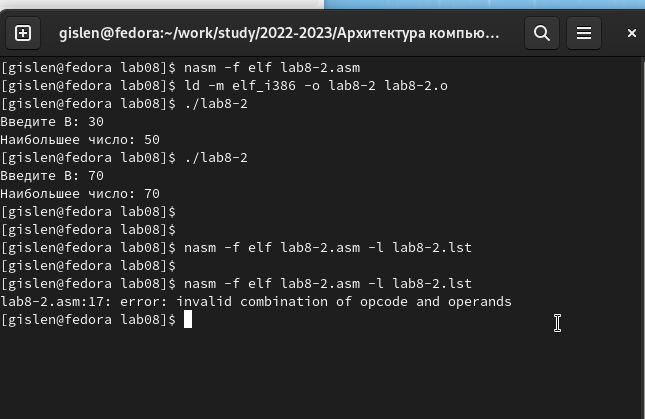 gislen@fedora:~/work/study/2022-2023/Архитектура компью...
[gislen@fedora lab08]$ nasm -f elf lab8-2.asm
[gislen@fedora lab08]$ ld -m elf_i386 -o lab8-2 lab8-2.o
[gislen@fedora lab08]$ ./lab8-2
Введите В: 30
Наибольшее число: 50
[gislen@fedora lab08]$ ./lab8-2
Введите В: 70
Наибольшее число: 70
[gislen@fedora lab08]$
[gislen@fedora lab08]$
[gislen@fedora lab08]$ nasm -f elf lab8-2.asm -l lab8-2.lst
[gislen@fedora lab08]$
[gislen@fedora lab08]$ nasm -f elf lab8-2.asm -l lab8-2.lst
lab8-2.asm:17: error: invalid combination of opcode and operands
[gislen@fedora lab08]$